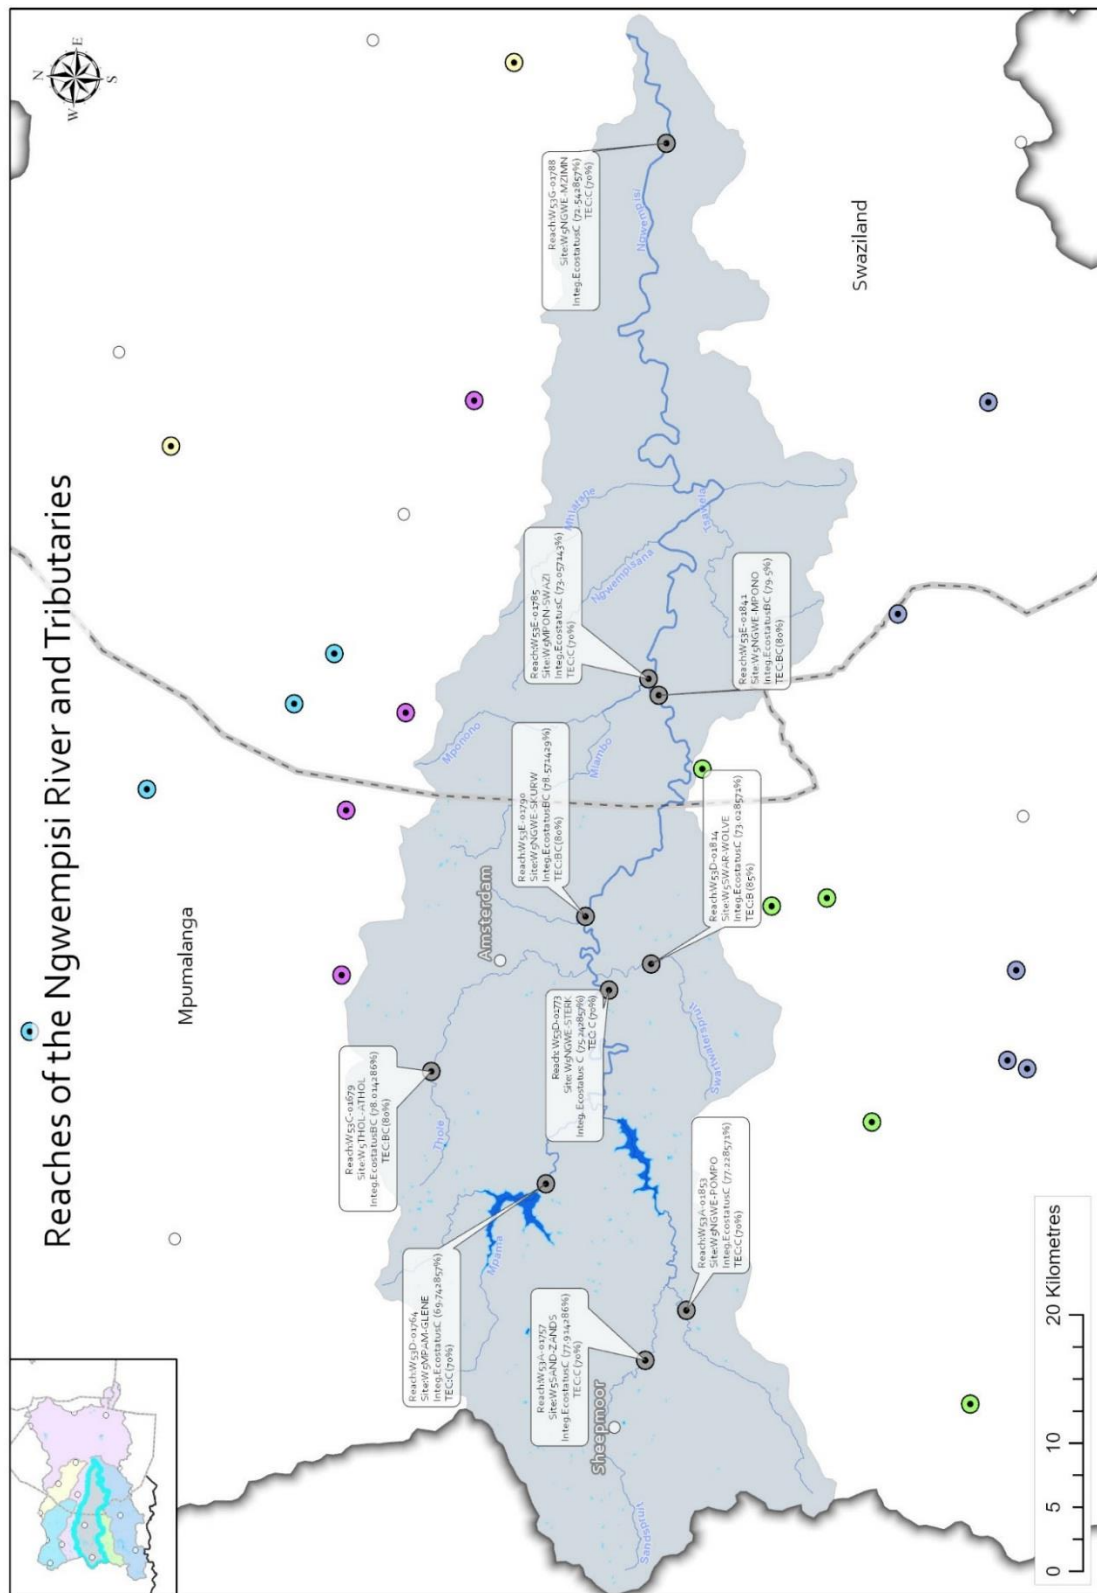 Reaches of the Ngwempisi River and Tributaries
N
E
S
W
Mpumalanga
Swaziland
Amsterdam
Sheepmoor
Sandspruit
Mpama
Thole
Swartwaterspruit
Mponono
Mlambo
Ngwempisana
Mhlatane
Tsawela
Ngwempisi
Reach:W53C-01679
Site:W5THOL-ATHOL
Integ.EcostatusBC (78.014286%)
TEC:BC(80%)
Reach:W53D-01764
Site:W5MPAM-GLENE
Integ.EcostatusC (69.742857%)
TEC:C(70%)
Reach:W53A-01757
Site:W5SAND-ZANDS
Integ.EcostatusC (77.914286%)
TEC:C(70%)
Reach:W53A-01853
Site:W5NGWE-POMPO
Integ.EcostatusC (77.228571%)
TEC:C(70%)
Reach: W53D-01773
Site: W5NGWE-STERK
Integ. Ecostatus: C (75.242857%)
TEC: C (70%)
Reach:W53D-01814
Site:W5SWAR-WOLVE
Integ.EcostatusC (73.028571%)
TEC:B(85%)
Reach:W53E-01790
Site:W5NGWE-SKURW
Integ.EcostatusBC (78.571429%)
TEC:BC(80%)
Reach:W53E-01785
Site:W5MPON-SWAZI
Integ.EcostatusC (73.057143%)
TEC:C(70%)
Reach:W53E-01841
Site:W5NGWE-MPONO
Integ.EcostatusBC (79.5%)
TEC:BC(80%)
Reach:W53G-01788
Site:W5NGWE-MZIMN
Integ.EcostatusC (72.542857%)
TEC:C(70%)
0 5 10 20 Kilometres